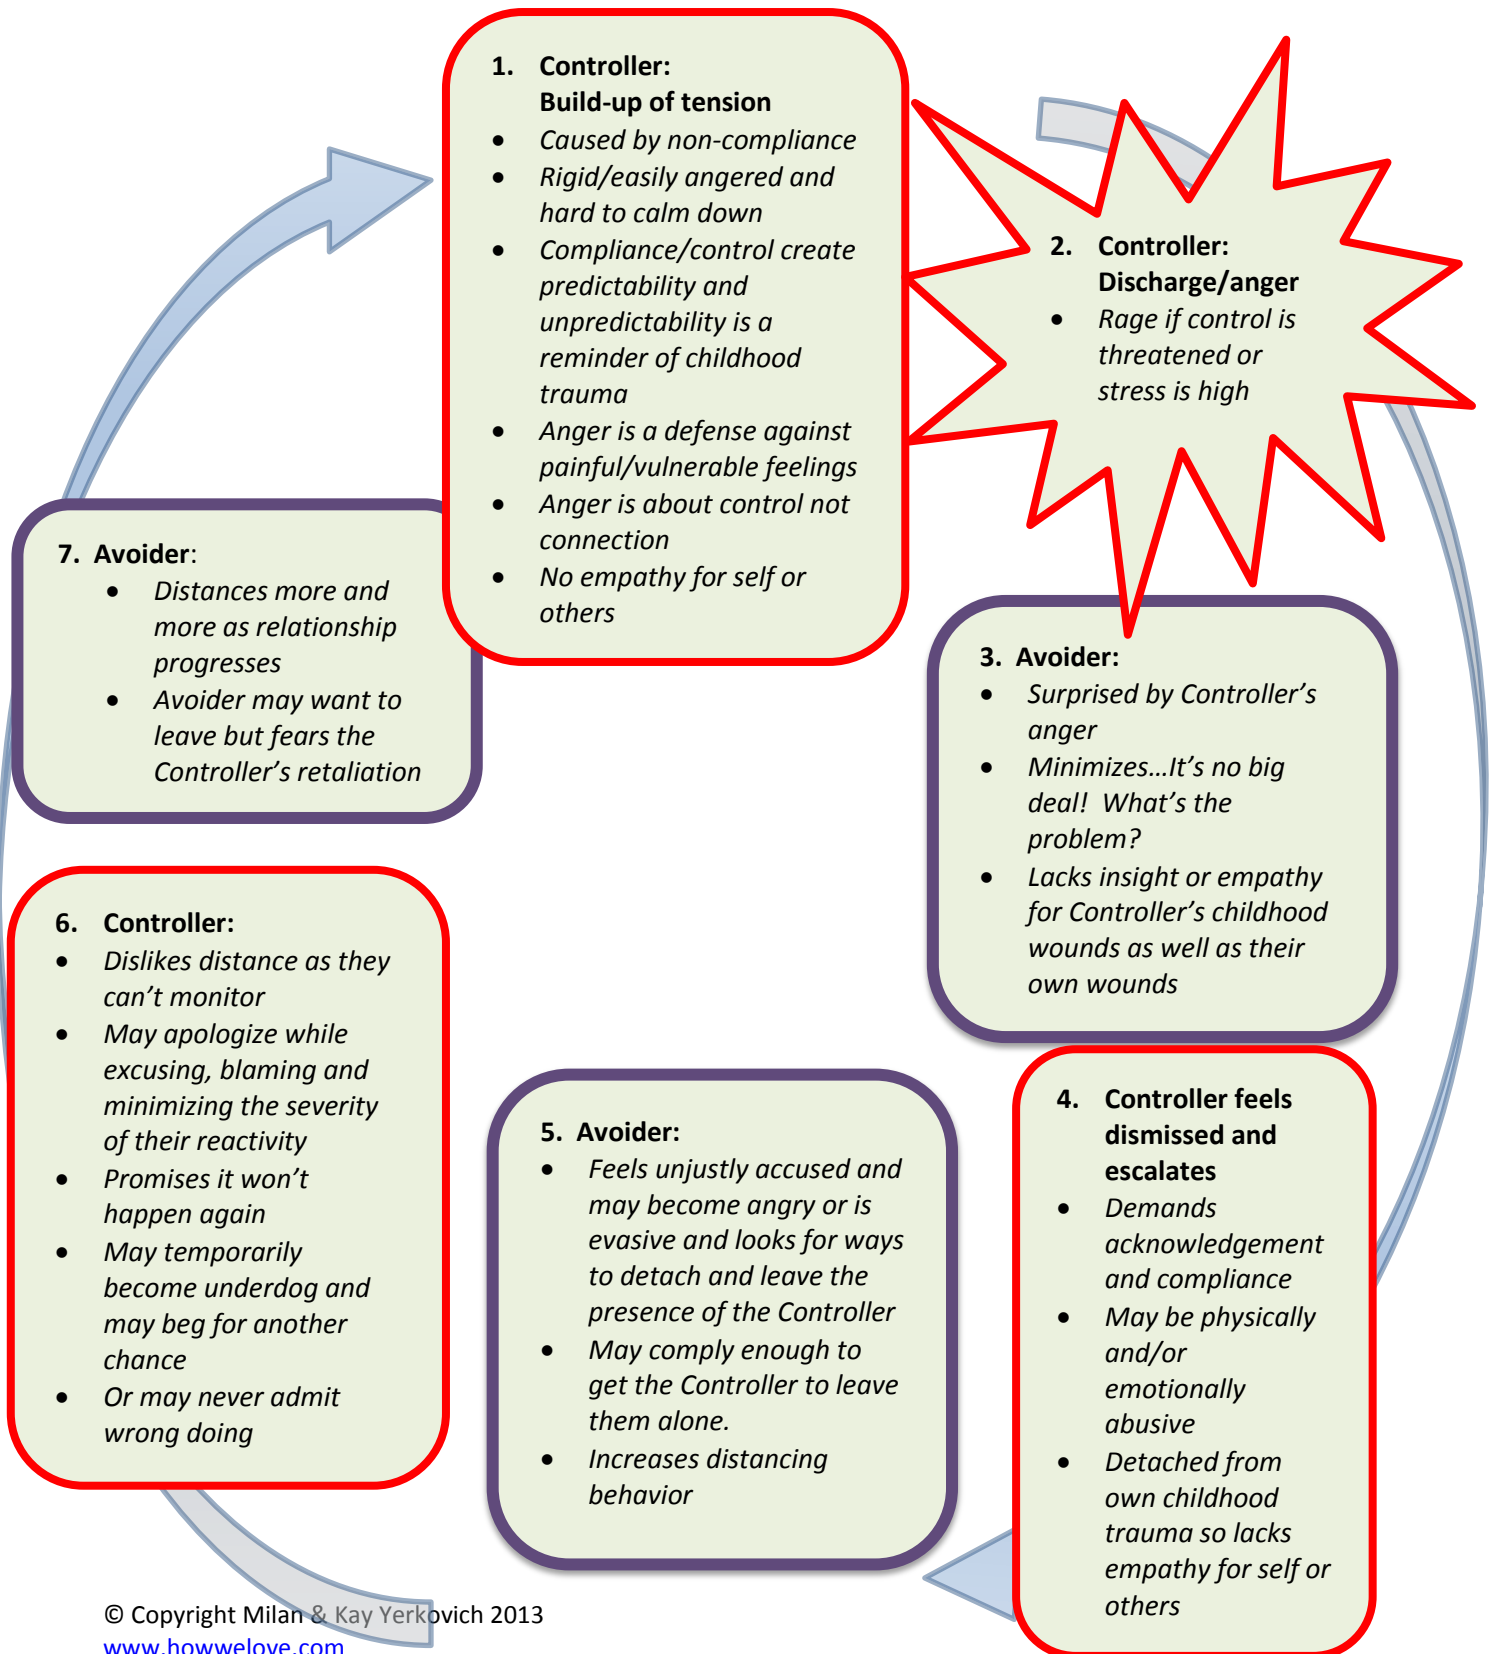 1. Controller:
Build-up of tension
• Caused by non-compliance
• Rigid/easily angered and
hard to calm down
• Compliance/control create
predictability and
unpredictability is a
reminder of childhood
trauma
• Anger is a defense against
painful/vulnerable feelings
• Anger is about control not
connection
• No empathy for self or
others
2. Controller:
Discharge/anger
• Rage if control is
threatened or
stress is high
3. Avoider:
• Surprised by Controller’s
anger
• Minimizes…It’s no big
deal! What’s the
problem?
• Lacks insight or empathy
for Controller’s childhood
wounds as well as their
own wounds
4. Controller feels
dismissed and
escalates
• Demands
acknowledgement
and compliance
• May be physically
and/or
emotionally
abusive
• Detached from
own childhood
trauma so lacks
empathy for self or
others
5. Avoider:
• Feels unjustly accused and
may become angry or is
evasive and looks for ways
to detach and leave the
presence of the Controller
• May comply enough to
get the Controller to leave
them alone.
• Increases distancing
behavior
6. Controller:
• Dislikes distance as they
can’t monitor
• May apologize while
excusing, blaming and
minimizing the severity
of their reactivity
• Promises it won’t
happen again
• May temporarily
become underdog and
may beg for another
chance
• Or may never admit
wrong doing
7. Avoider:
• Distances more and
more as relationship
progresses
• Avoider may want to
leave but fears the
Controller’s retaliation
© Copyright Milan & Kay Yerkovich 2013
www.howwelove.com